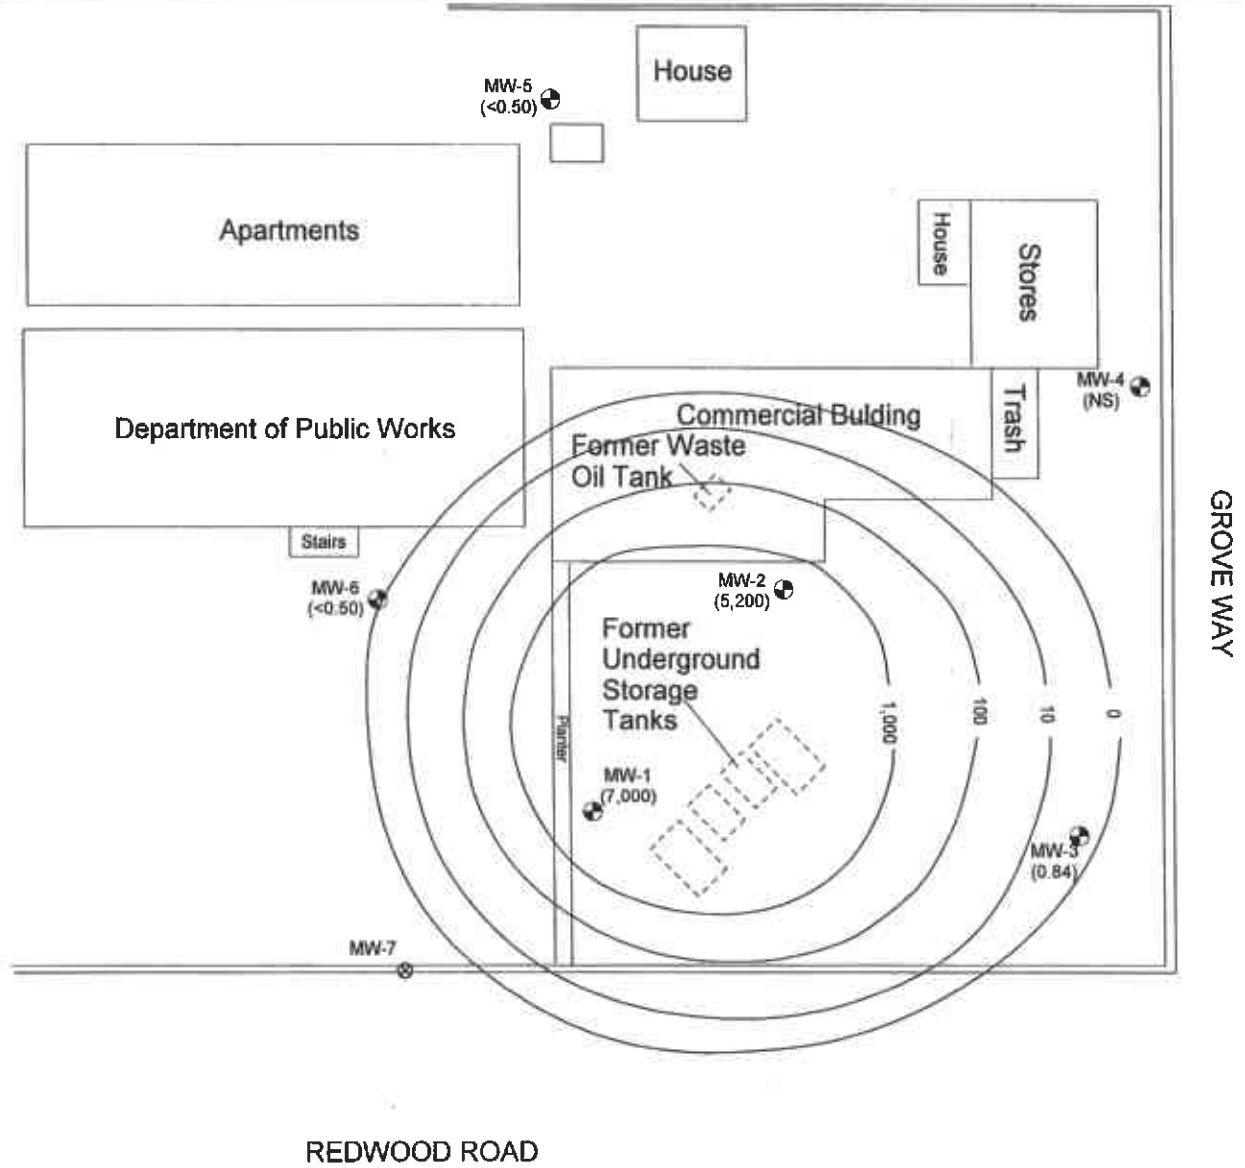 House
MW-5
(<0.50)
Apartments
House
Stores
Department of Public Works
MW-4
(NS)
Trash
Commercial Bulding
Former Waste
Oil Tank
GROVE WAY
Stairs
MW-6
(<0.50)
MW-2
(5,200)
Former
Underground
Storage
Tanks
Planter
1,000
100
10
0
MW-1
(7,000)
MW-3
(0.84)
MW-7
REDWOOD ROAD